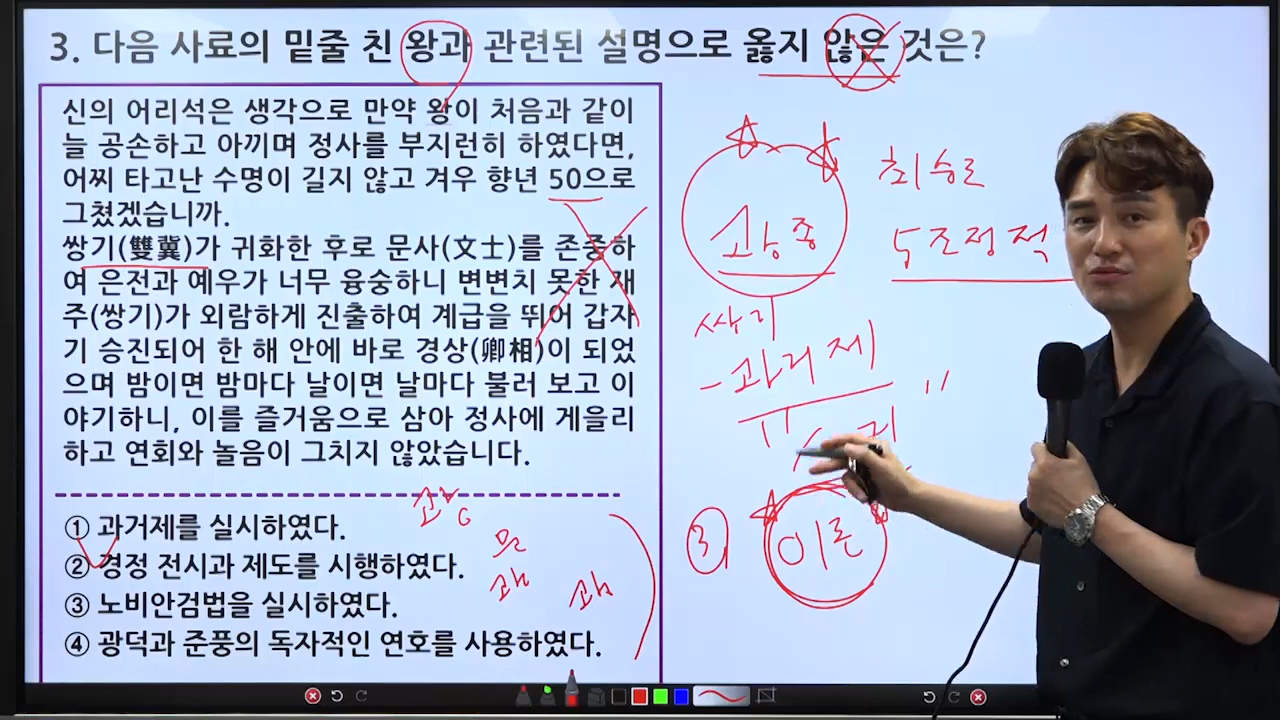 3. 다음 사료의 밑줄 친 왕과 관련된 설명으로 옳지 않은 것은?
신의 어리석은 생각으로 만약 왕이 처음과 같이
늘 공손하고 아끼며 정사를 부지런히 하였다면,
어찌 타고난 수명이 길지 않고 겨우 향년 50으로
그쳤겠습니까.
쌍기(雙冀)가 귀화한 후로 문사(文士)를 존중하
여 은전과 예우가 너무 융숭하니 변변치 못한 재
주(쌍기)가 외람하게 진출하여 계급을 뛰어 갑자
기 승진되어 한 해 안에 바로 경상(卿相)이 되었
으며 밤이면 밤마다 날이면 날마다 불러 보고 이
야기하니, 이를 즐거움으로 삼아 정사에 게을리
하고 연회와 놀음이 그치지 않았습니다.
① 과거제를 실시하였다.
② 경정 전시과 제도를 시행하였다.
③ 노비안검법을 실시하였다.
④ 광덕과 준풍의 독자적인 연호를 사용하였다.
최승로
5조정적
쌍기
③
이론